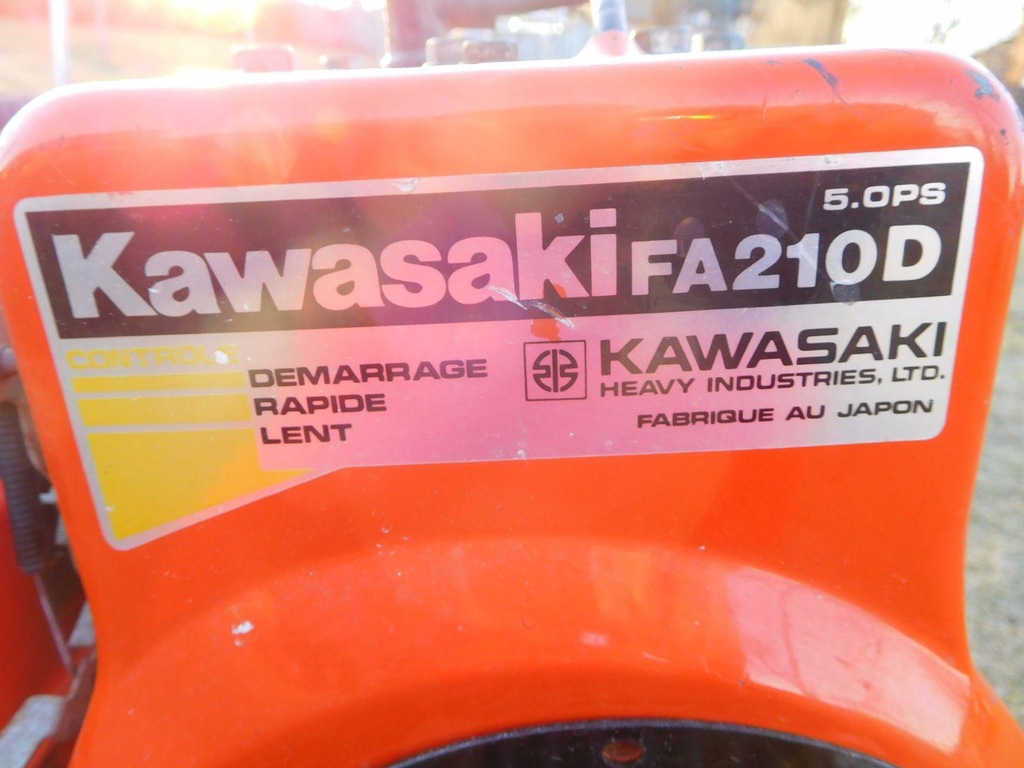 5.0PS
Kawasaki FA210D
CONTROLE
DEMARRAGE
RAPIDE
LENT
KAWASAKI
HEAVY INDUSTRIES, LTD.
FABRIQUE AU JAPON